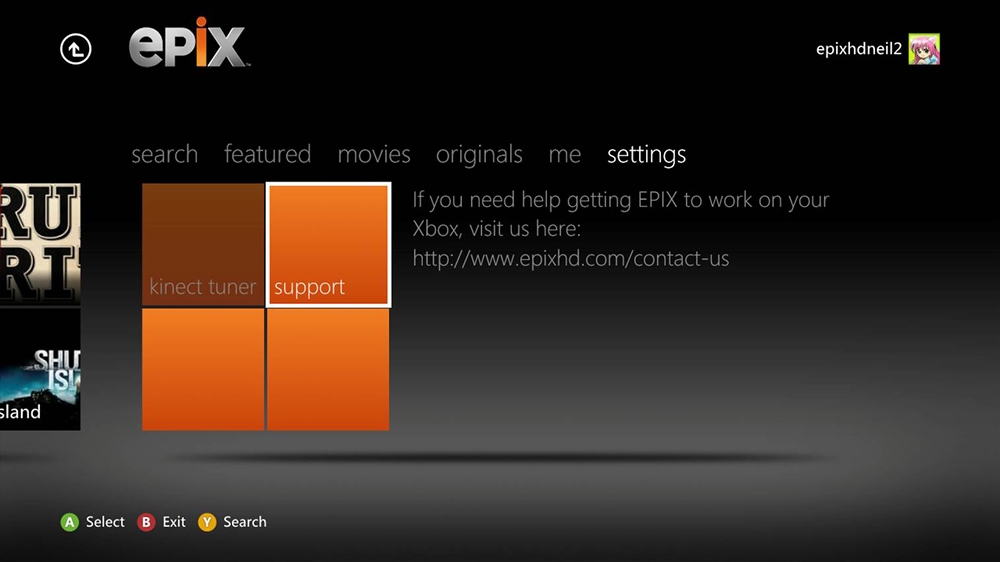 epix
epixhdneil2
search featured movies originals me settings
RU
RI
If you need help getting EPIX to work on your
Xbox, visit us here:
http://www.epixhd.com/contact-us
kinect tuner support
SHU
ISL
sland
A Select B Exit Y Search